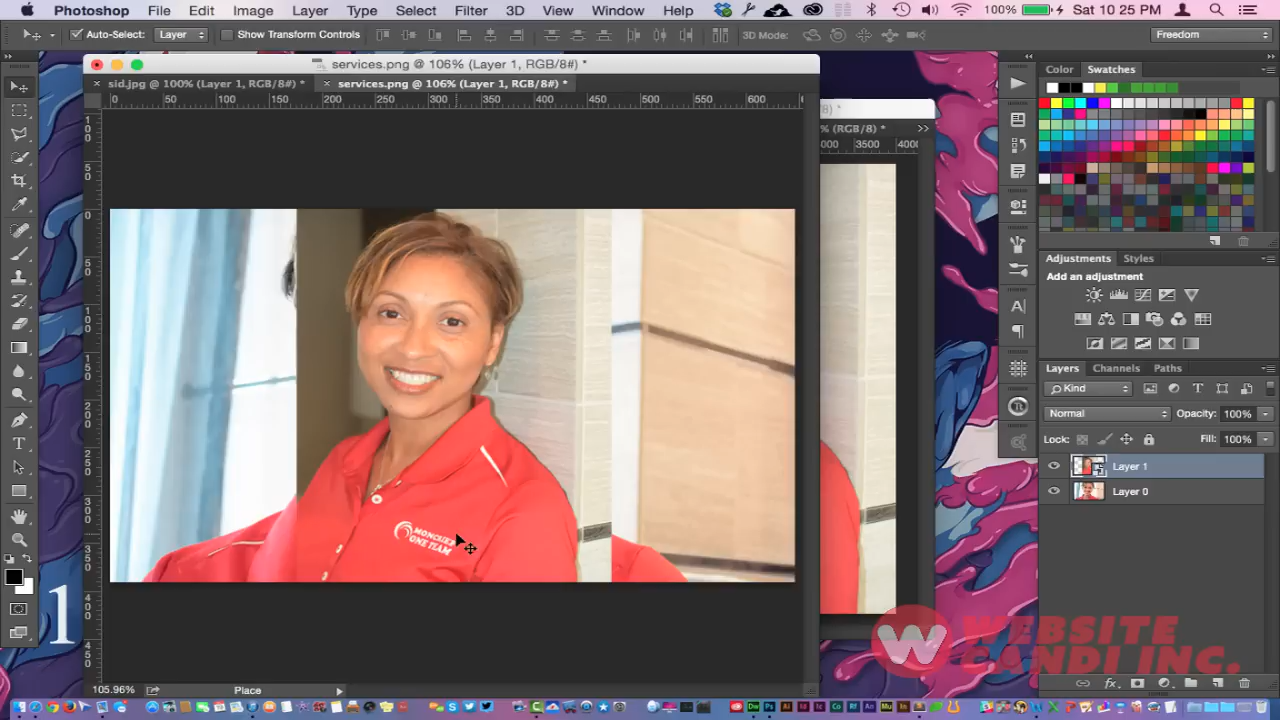 Photoshop File Edit Image Layer Type Select Filter 3D View Window Help 100% Sat 10:25 PM
Auto-Select: Layer Show Transform Controls 3D Mode: Freedom
services.png @ 106% (Layer 1, RGB/8#) *
sid.jpg @ 100% (Layer 1, RGB/8#) * services.png @ 106% (Layer 1, RGB/8#) *
% (RGB/8) *
0 50 100 150 200 250 300 350 400 450 500 550 600
3500 4000
Color Swatches
Adjustments Styles
Add an adjustment
Layers Channels Paths
Kind
Normal Opacity: 100%
Lock: Fill: 100%
Layer 1
Layer 0
ONE TEAM
1
WEBSITE
CANDI INC.
105.96% Place